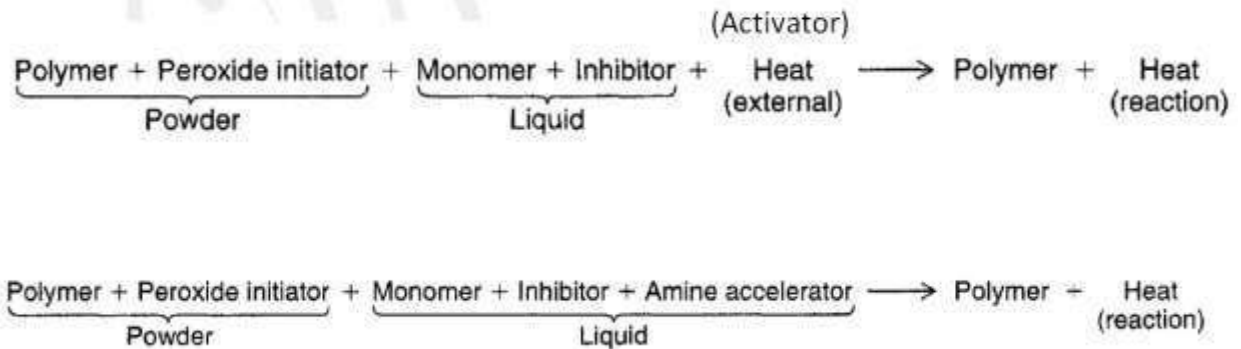 (Activator)
Polymer + Peroxide initiator + Monomer + Inhibitor + Heat ⟶ Polymer + Heat
(external) (reaction)
Powder Liquid
Polymer + Peroxide initiator + Monomer + Inhibitor + Amine accelerator ⟶ Polymer + Heat
(reaction)
Powder Liquid